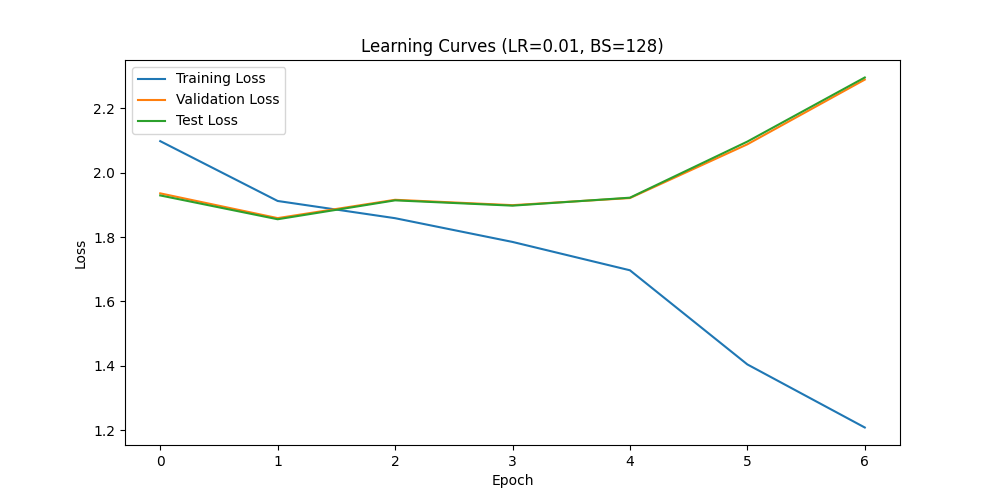 Learning Curves (LR=0.01, BS=128)
Training Loss
Validation Loss
Test Loss
2.2
2.0
1.8
1.6
1.4
1.2
Loss
0 1 2 3 4 5 6
Epoch